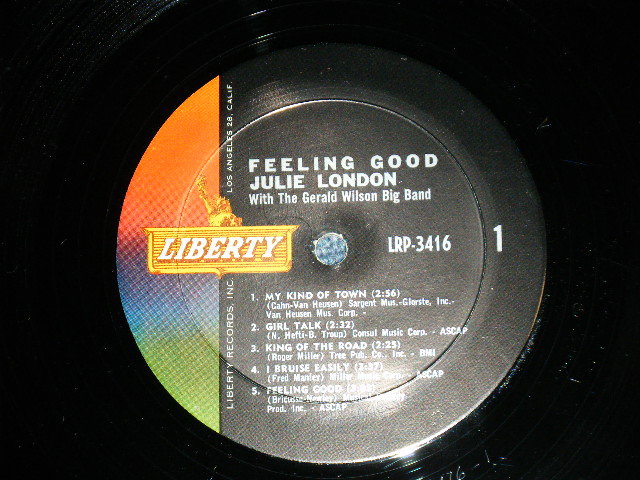 FEELING GOOD
JULIE LONDON
With The Gerald Wilson Big Band
LIBERTY
LRP-3416
1
1. MY KIND OF TOWN (2:56)
(Cahn-Van Heusen) Sargent Mus.-Glorste, Inc.-
Van Heusen Mus. Corp. -
2. GIRL TALK (2:32)
(N. Hefti-B. Troup) Consul Music Corp. - ASCAP
3. KING OF THE ROAD (2:25)
(Roger Miller) Tree Pub. Co., Inc. - BMI
4. I BRUISE EASILY
(Fred Manley) Miller Music Corp. - ASCAP
5. FEELING GOOD
(Bricusse-Newley) Musical
Prod. Inc. - ASCAP
LIBERTY RECORDS, INC. LOS ANGELES 28, CALIF.